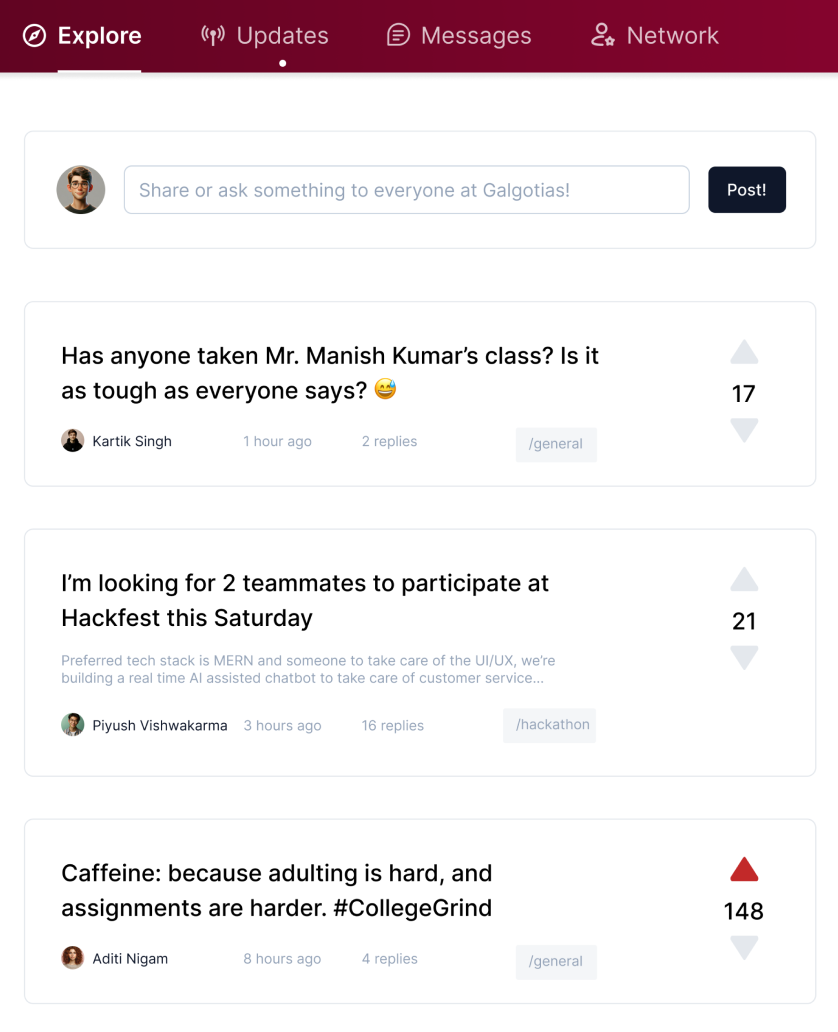 Explore Updates Messages Network
Share or ask something to everyone at Galgotias! Post!
Has anyone taken Mr. Manish Kumar’s class? Is it
as tough as everyone says? 😅
17
Kartik Singh 1 hour ago 2 replies /general
I’m looking for 2 teammates to participate at
Hackfest this Saturday
21
Preferred tech stack is MERN and someone to take care of the UI/UX, we’re
building a real time AI assisted chatbot to take care of customer service...
Piyush Vishwakarma 3 hours ago 16 replies /hackathon
Caffeine: because adulting is hard, and
assignments are harder. #CollegeGrind
148
Aditi Nigam 8 hours ago 4 replies /general